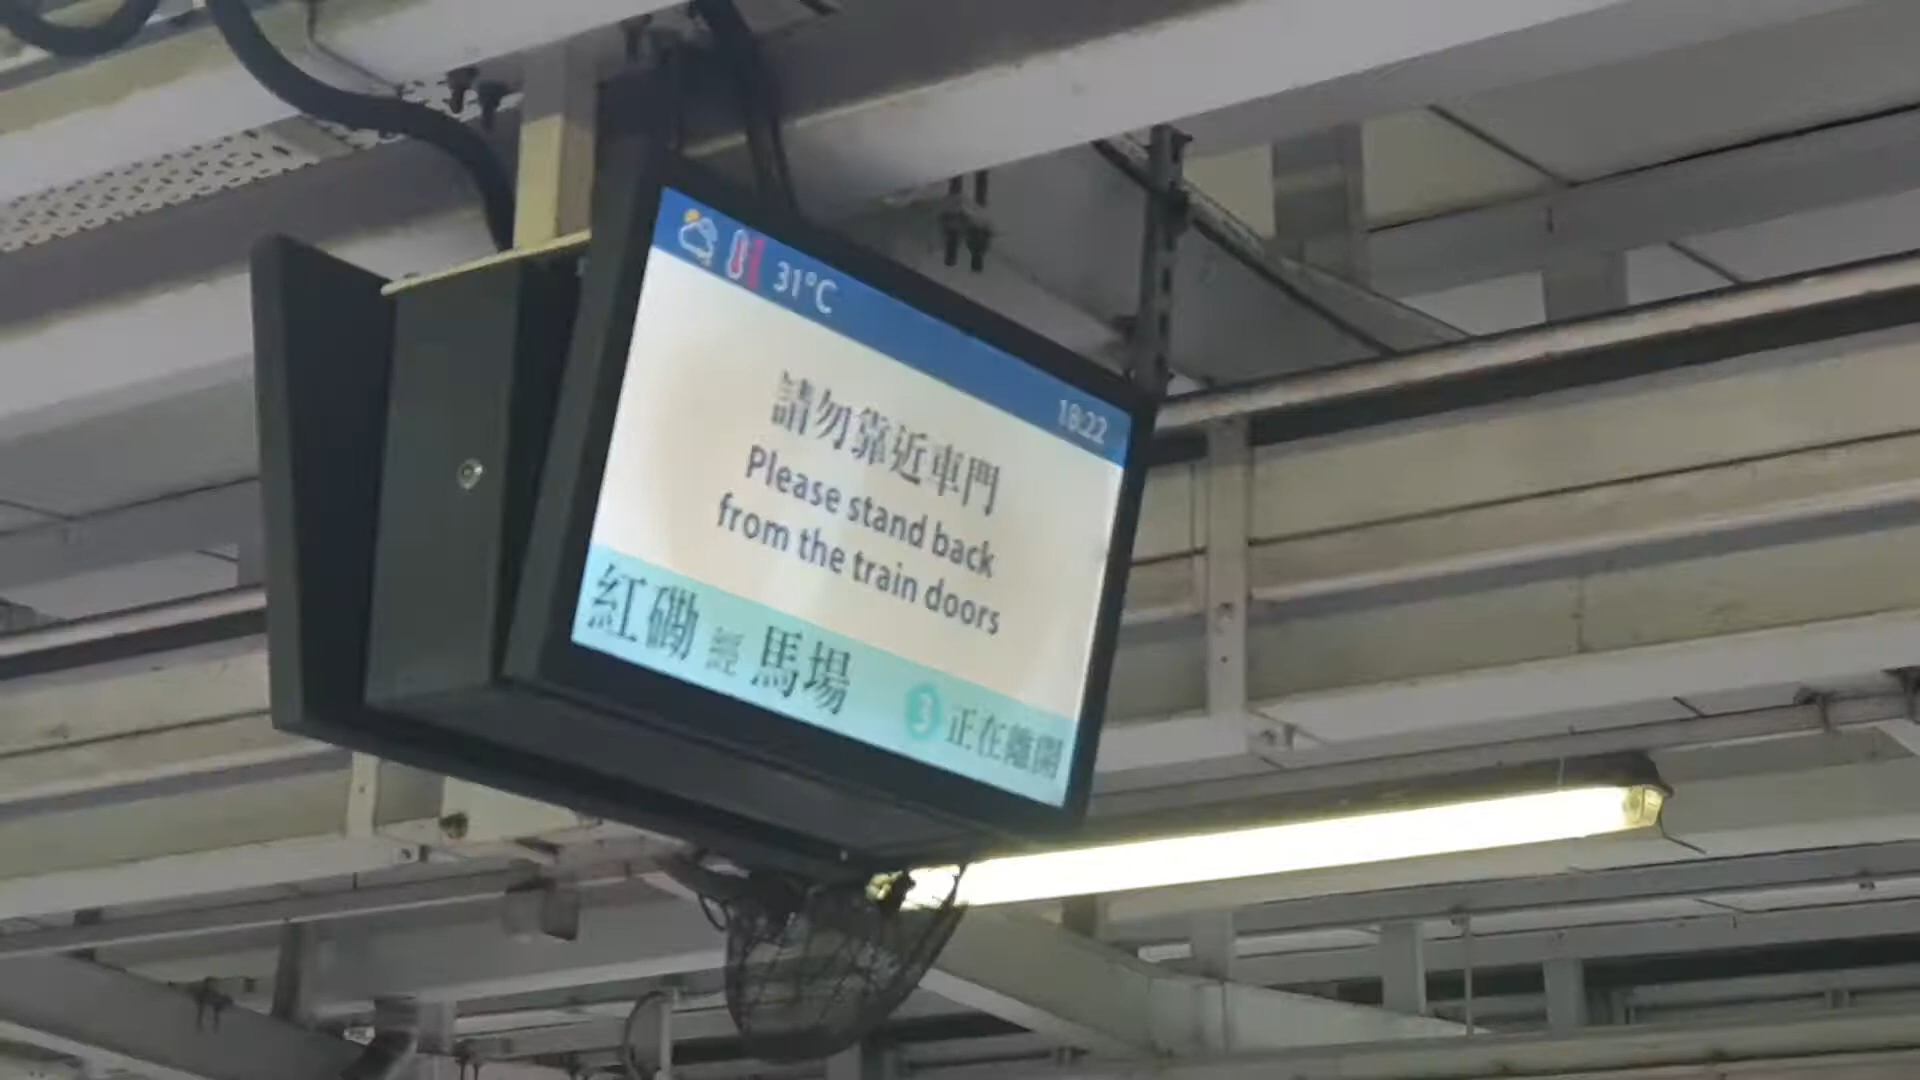 31°C
18:22
請勿靠近車門
Please stand back
from the train doors
紅磡 經 馬場 3 正在離開